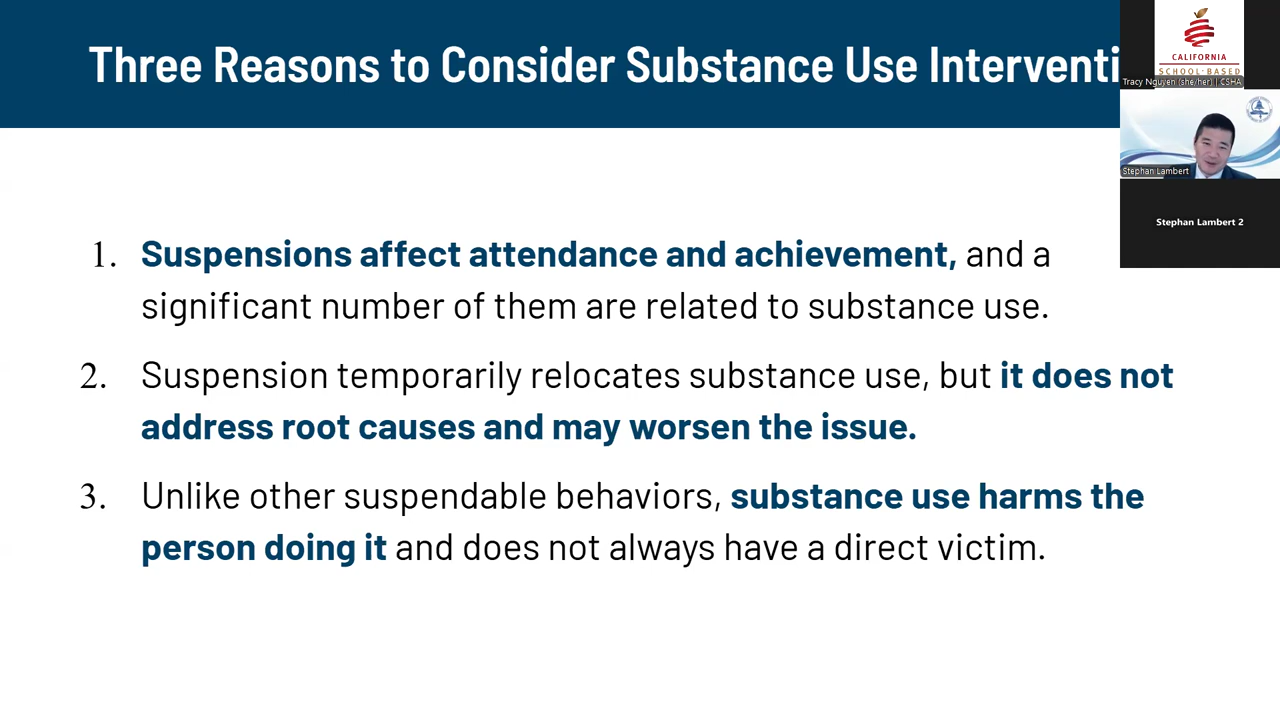 Three Reasons to Consider Substance Use Interventi
CALIFORNIA
SCHOOL-BASED
Tracy Nguyen (she/her) | CSHA
Stephan Lambert
Stephan Lambert 2
1. Suspensions affect attendance and achievement, and a
significant number of them are related to substance use.
2. Suspension temporarily relocates substance use, but it does not
address root causes and may worsen the issue.
3. Unlike other suspendable behaviors, substance use harms the
person doing it and does not always have a direct victim.